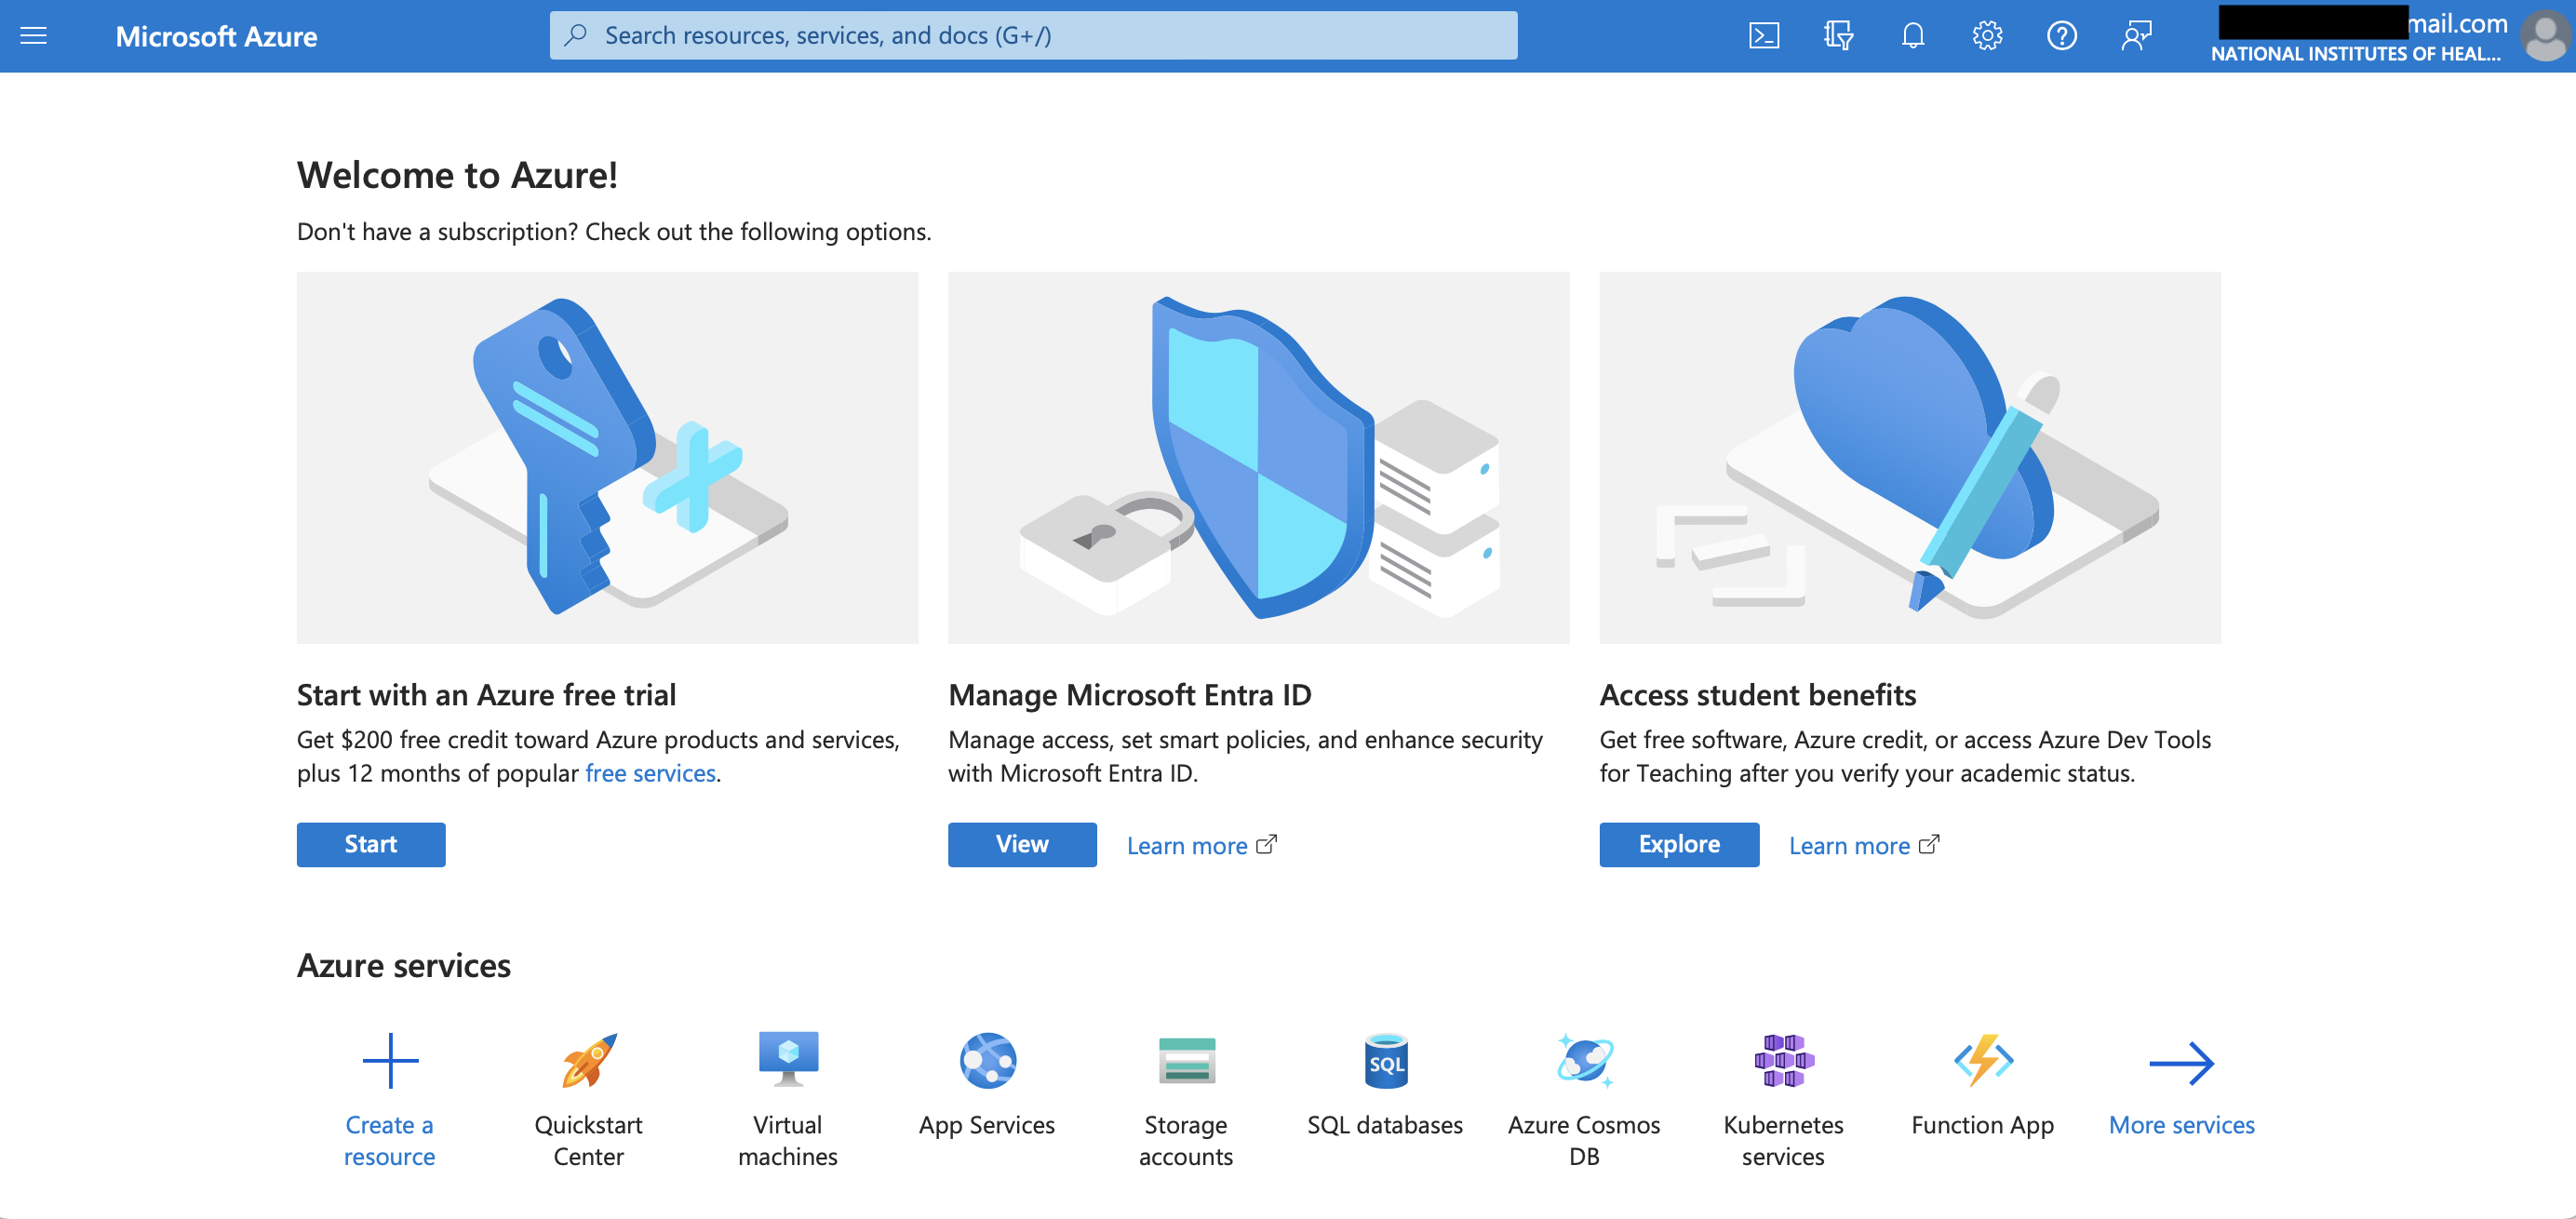 Microsoft Azure
Search resources, services, and docs (G+/)
mail.com
NATIONAL INSTITUTES OF HEAL...
Welcome to Azure!
Don't have a subscription? Check out the following options.
Start with an Azure free trial
Get $200 free credit toward Azure products and services,
plus 12 months of popular free services.
Start
Manage Microsoft Entra ID
Manage access, set smart policies, and enhance security
with Microsoft Entra ID.
View
Learn more
Access student benefits
Get free software, Azure credit, or access Azure Dev Tools
for Teaching after you verify your academic status.
Explore
Learn more
Azure services
Create a
resource
Quickstart
Center
Virtual
machines
App Services
Storage
accounts
SQL
SQL databases
Azure Cosmos
DB
Kubernetes
services
Function App
More services